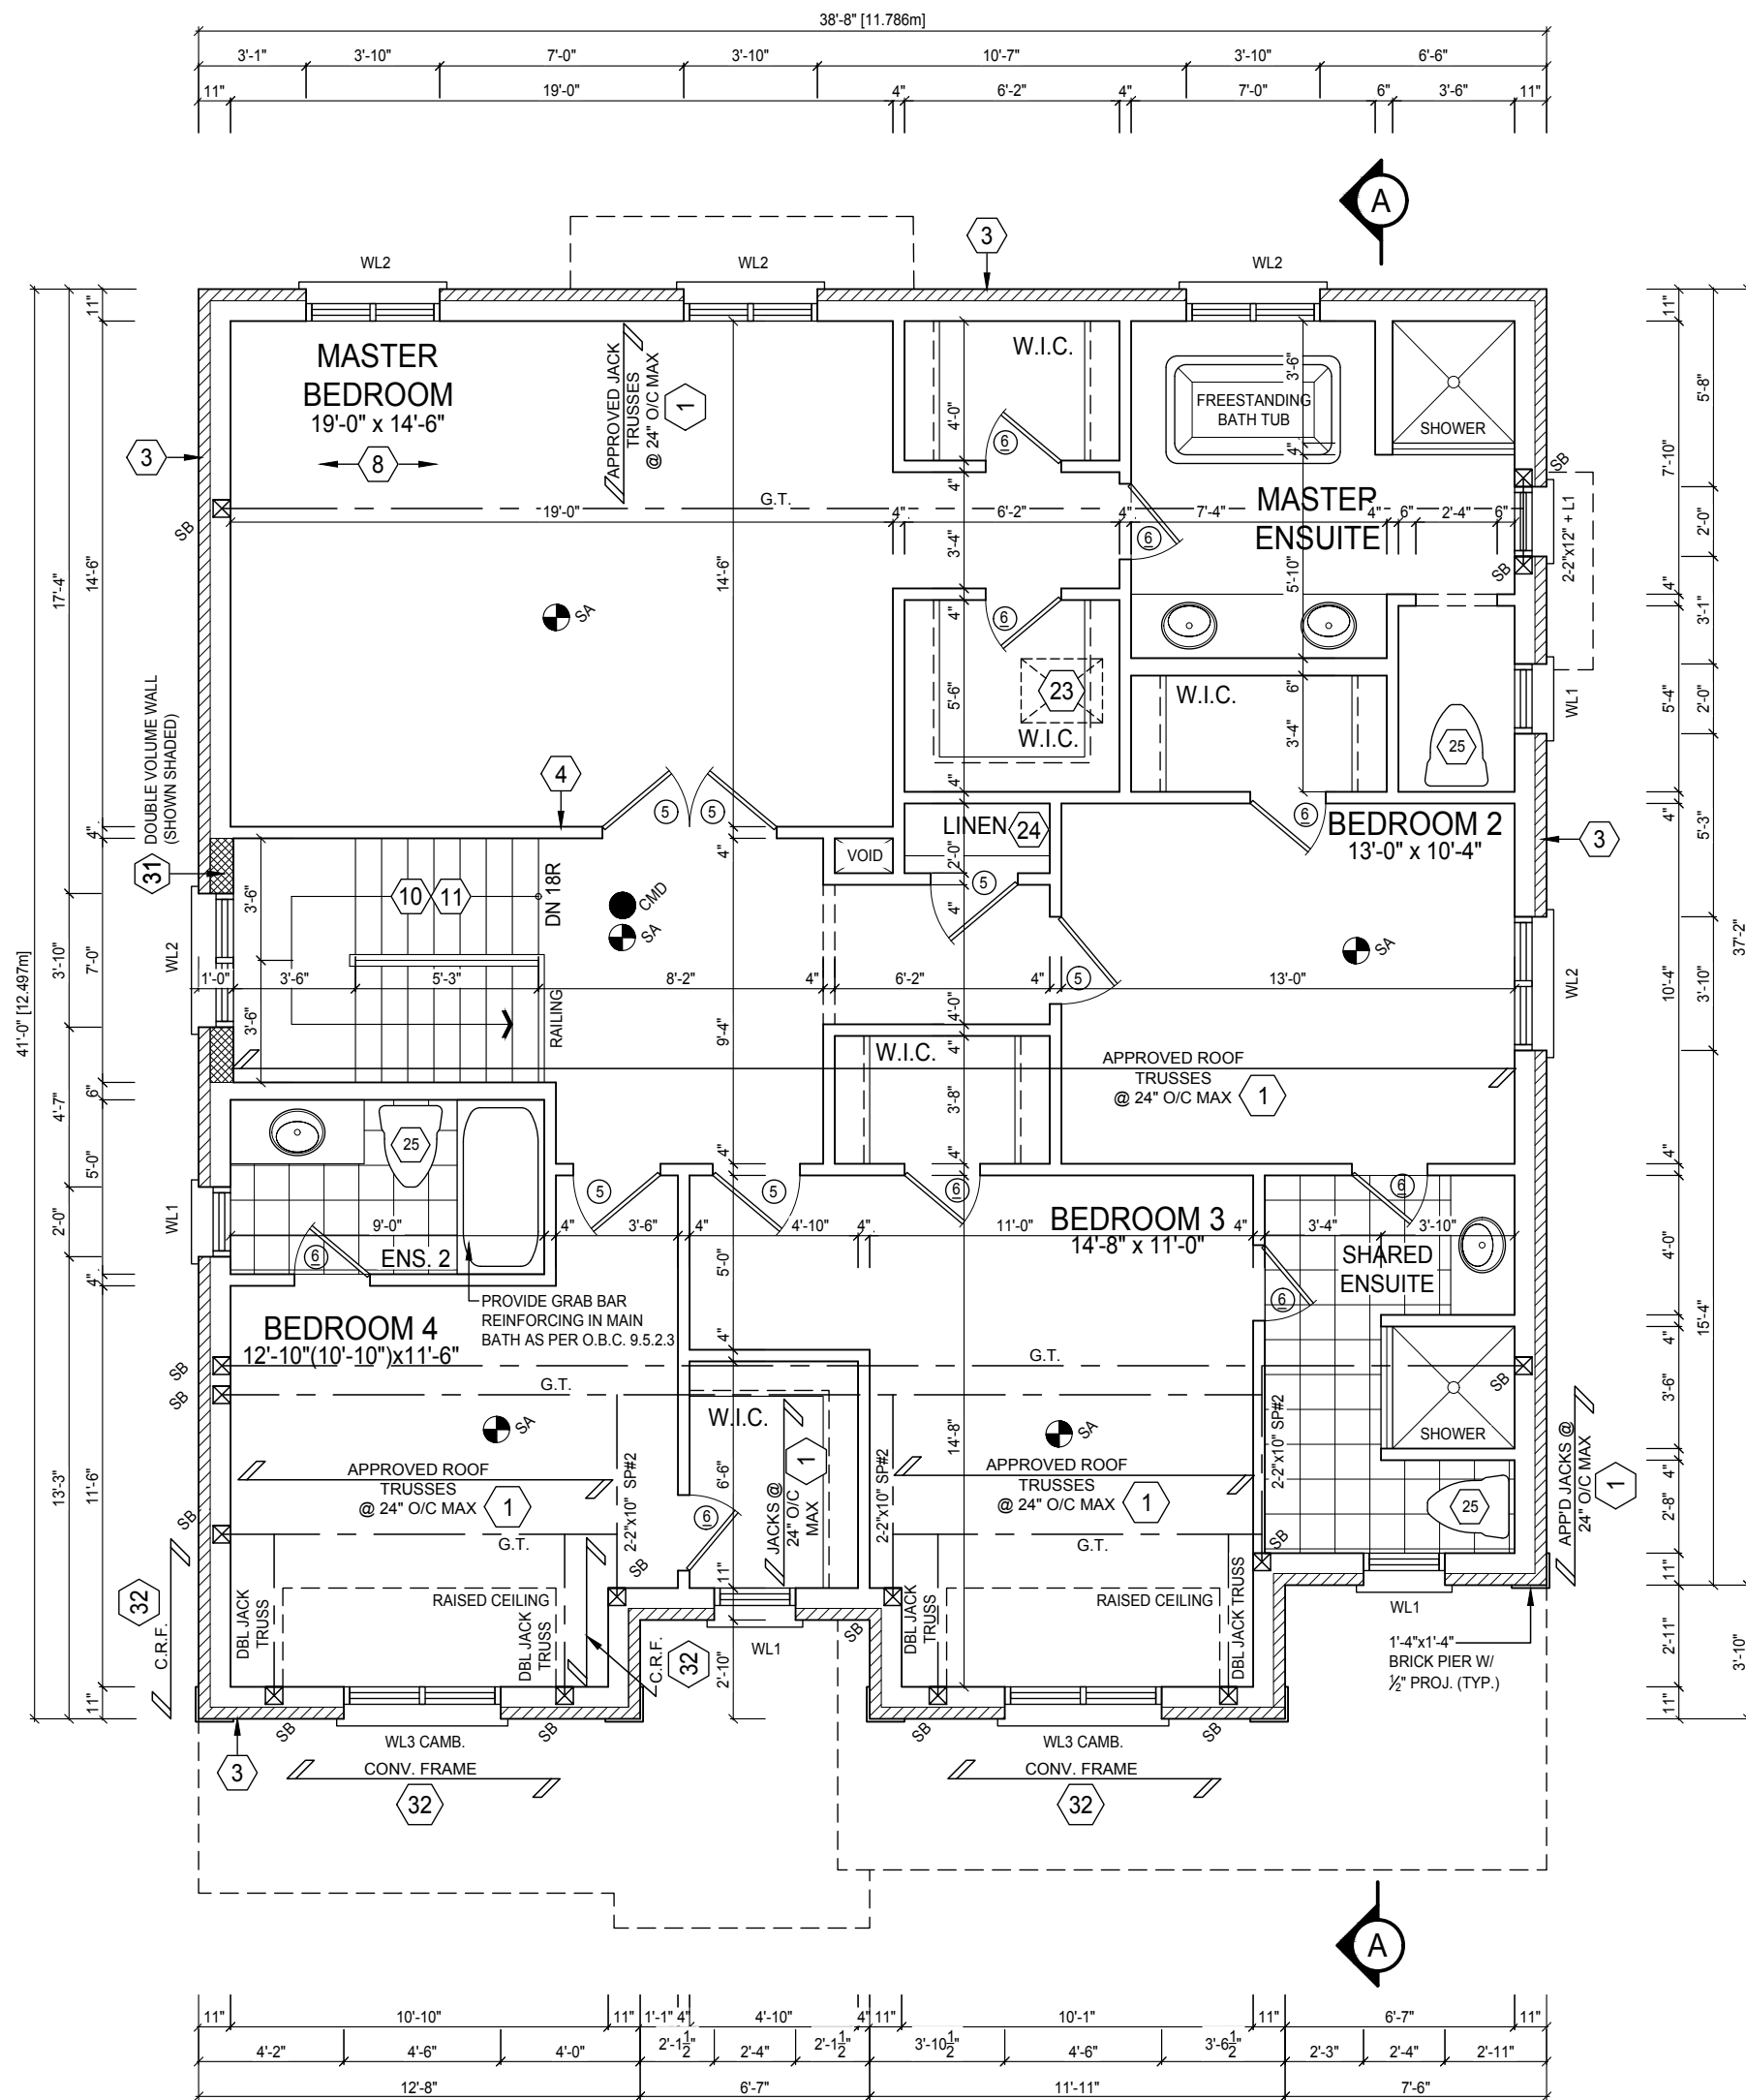 38'-8" [11.786m]
3'-1" 3'-10" 7'-0" 3'-10" 10'-7" 3'-10" 6'-6"
11" 19'-0" 4" 6'-2" 4" 7'-0" 6" 3'-6" 11"
A
3
WL2 WL2 WL2
MASTER
BEDROOM
19'-0" x 14'-6"
8
3
APPROVED JACK
TRUSSES
@ 24" O/C MAX
1
W.I.C.
4'-0"
6
3'-6"
FREESTANDING
BATH TUB
4"
SHOWER
SB
G.T.
SB
MASTER
ENSUITE
19'-0" 4" 6'-2" 4" 7'-4" 4" 6" 2'-4" 6"
4"
3'-4"
6
14'-6"
5'-10"
SB
2-2"x12" + L1
SA
6
4"
5'-6"
23
W.I.C.
4"
W.I.C.
6"
3'-4"
25
WL1
41'-0" [12.497m]
17'-4"
3'-10"
4'-7"
2'-0"
13'-3"
11"
14'-6"
4"
7'-0"
6"
5'-0"
4"
11'-6"
11"
11"
7'-10"
4"
5'-4"
4"
10'-4"
4"
4'-0"
4"
3'-6"
4"
2'-8"
11"
2'-11"
11"
5'-8"
2'-0"
3'-1"
2'-0"
5'-3"
3'-10"
15'-4"
37'-2"
3'-10"
DOUBLE VOLUME WALL
(SHOWN SHADED)
31
4
5 5
4"
VOID
LINEN 24
2'-0"
5
4"
6
BEDROOM 2
13'-0" x 10'-4"
3
10 11
DN 18R
CMD
SA
SA
3'-6"
3'-6"
WL2
WL2
1'-0" 3'-6" 5'-3" 8'-2" 4" 6'-2" 4" 13'-0"
5
RAILING
9'-4"
4'-0"
4"
W.I.C.
3'-8"
4"
APPROVED ROOF
TRUSSES
@ 24" O/C MAX 1
4"
25
WL1
5 5 6 6
9'-0" 4" 3'-6" 4" 4'-10" 4" 11'-0" 4" 3'-4" 3'-10"
6
ENS. 2
BEDROOM 3
14'-8" x 11'-0"
SHARED
ENSUITE
6
5'-0"
PROVIDE GRAB BAR
REINFORCING IN MAIN
BATH AS PER O.B.C. 9.5.2.3
BEDROOM 4
12'-10"(10'-10")x11'-6"
4"
G.T.
SB
SB
G.T.
W.I.C.
SB
SA
SA
14'-8"
2-2"x10" SP#2
SHOWER
APPROVED ROOF
TRUSSES
@ 24" O/C MAX 1
2-2"x10" SP#2
6'-6"
JACKS @
24" O/C
MAX
1
2-2"x10" SP#2
APPROVED ROOF
TRUSSES
@ 24" O/C MAX 1
25
APP'D JACKS @
24" O/C MAX
1
SB
6
G.T.
G.T.
SB
SB
32
C.R.F.
DBL JACK
TRUSS
RAISED CEILING
DBL JACK
TRUSS
C.R.F.
32
11"
WL1
2'-10"
SB
DBL JACK
TRUSS
RAISED CEILING
DBL JACK TRUSS
WL1
1'-4"x1'-4"
BRICK PIER W/
½" PROJ. (TYP.)
3
SB SB SB SB
WL3 CAMB. WL3 CAMB.
CONV. FRAME CONV. FRAME
32 32
A
11" 10'-10" 11" 1'-1" 4" 4'-10" 4" 11" 10'-1" 11" 6'-7" 11"
4'-2" 4'-6" 4'-0" 2'-1½" 2'-4" 2'-1½" 3'-10½" 4'-6" 3'-6½" 2'-3" 2'-4" 2'-11"
12'-8" 6'-7" 11'-11" 7'-6"